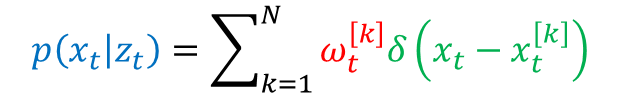 p(x_t|z_t) = ∑_{k=1}^{N} ω_t^{[k]} δ(x_t − x_t^{[k]})